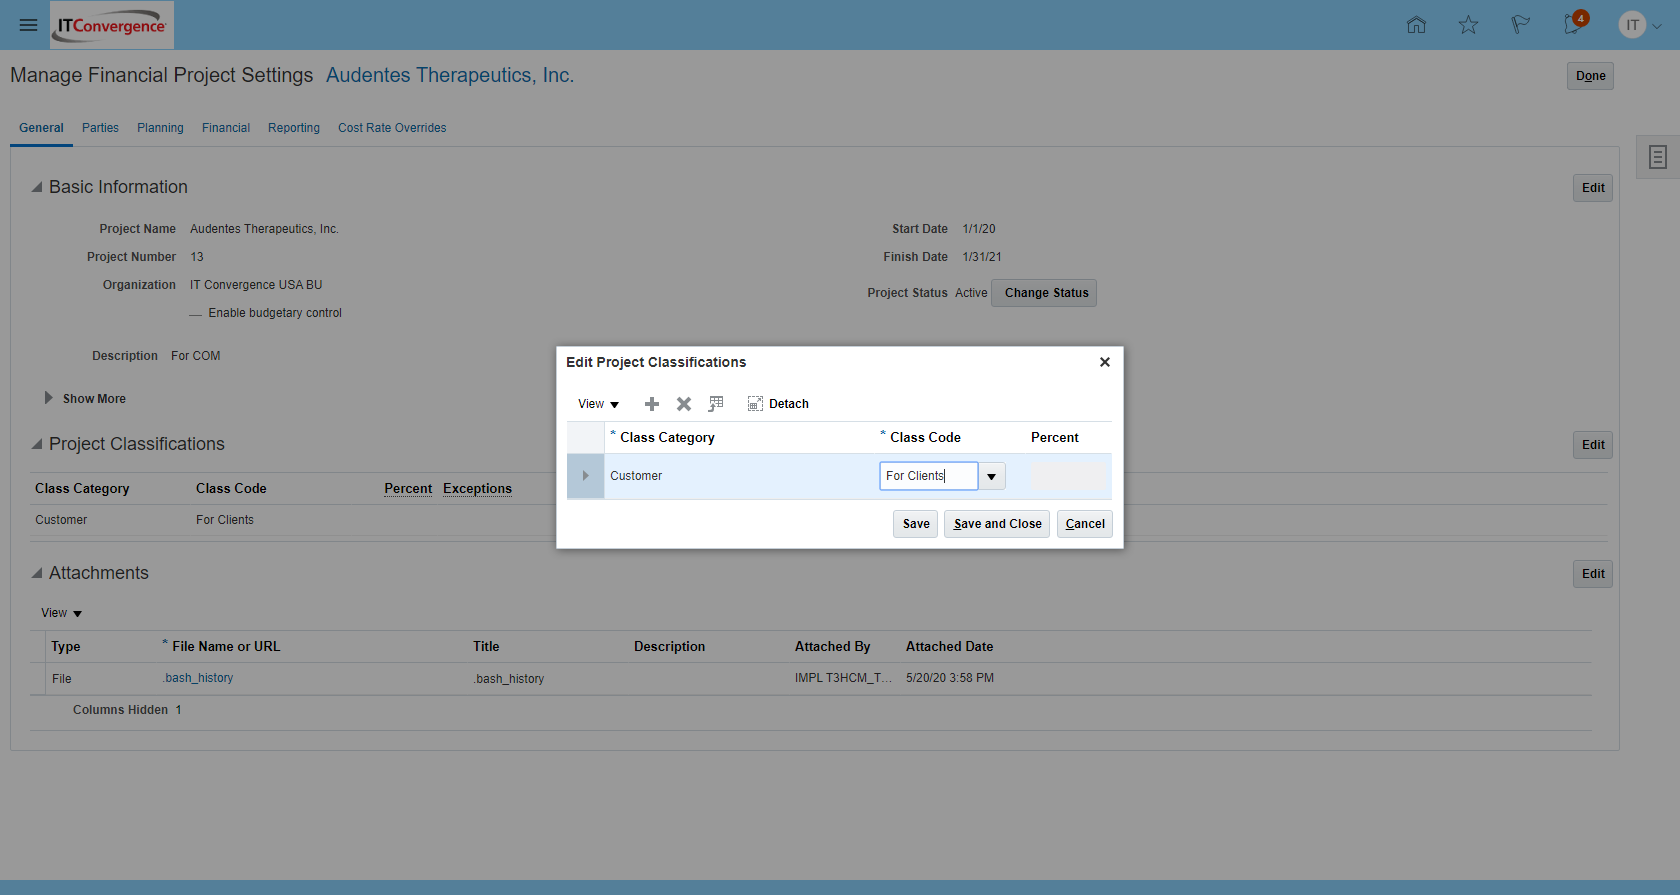 ITConvergence
4
IT
Manage Financial Project Settings Audentes Therapeutics, Inc.
Done
General Parties Planning Financial Reporting Cost Rate Overrides
Basic Information
Edit
Project Name Audentes Therapeutics, Inc.
Start Date 1/1/20
Project Number 13
Finish Date 1/31/21
Organization IT Convergence USA BU
Project Status Active Change Status
Enable budgetary control
Description For COM
Show More
Project Classifications
Edit
Class Category Class Code Percent Exceptions
Customer For Clients
Edit Project Classifications
View Detach
* Class Category * Class Code Percent
Customer For Clients
Save Save and Close Cancel
Attachments
Edit
View
Type * File Name or URL Title Description Attached By Attached Date
File .bash_history .bash_history IMPL T3HCM_T... 5/20/20 3:58 PM
Columns Hidden 1